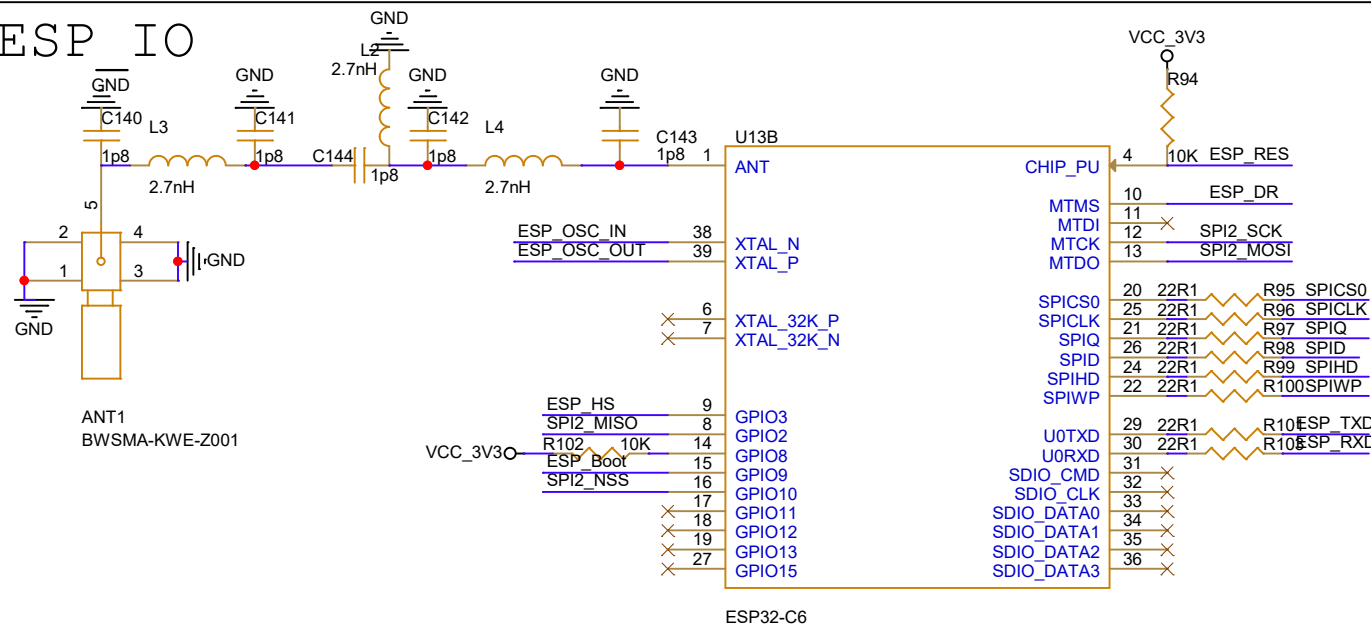 ESP IO
GND
L2
2.7nH
GND
C140
1p8
L3
2.7nH
GND
C141
1p8
C144
1p8
GND
C142
1p8
L4
2.7nH
GND
C143
1p8
VCC_3V3
R94
10K
U13B
1 ANT
CHIP_PU 4 ESP_RES
MTMS 10 ESP_DR
MTDI 11
MTCK 12 SPI2_SCK
MTDO 13 SPI2_MOSI
5
2 4
1 3
GND
GND
ANT1
BWSMA-KWE-Z001
ESP_OSC_IN 38 XTAL_N
ESP_OSC_OUT 39 XTAL_P
6 XTAL_32K_P
7 XTAL_32K_N
SPICS0 20 22R1 R95 SPICS0
SPICLK 25 22R1 R96 SPICLK
SPIQ 21 22R1 R97 SPIQ
SPID 26 22R1 R98 SPID
SPIHD 24 22R1 R99 SPIHD
SPIWP 22 22R1 R100 SPIWP
ESP_HS 9 GPIO3
SPI2_MISO 8 GPIO2
VCC_3V3 R102 10K 14 GPIO8
ESP_Boot 15 GPIO9
SPI2_NSS 16 GPIO10
17 GPIO11
18 GPIO12
19 GPIO13
27 GPIO15
U0TXD 29 22R1 R101 ESP_TXD
U0RXD 30 22R1 R103 ESP_RXD
SDIO_CMD 31
SDIO_CLK 32
SDIO_DATA0 33
SDIO_DATA1 34
SDIO_DATA2 35
SDIO_DATA3 36
ESP32-C6